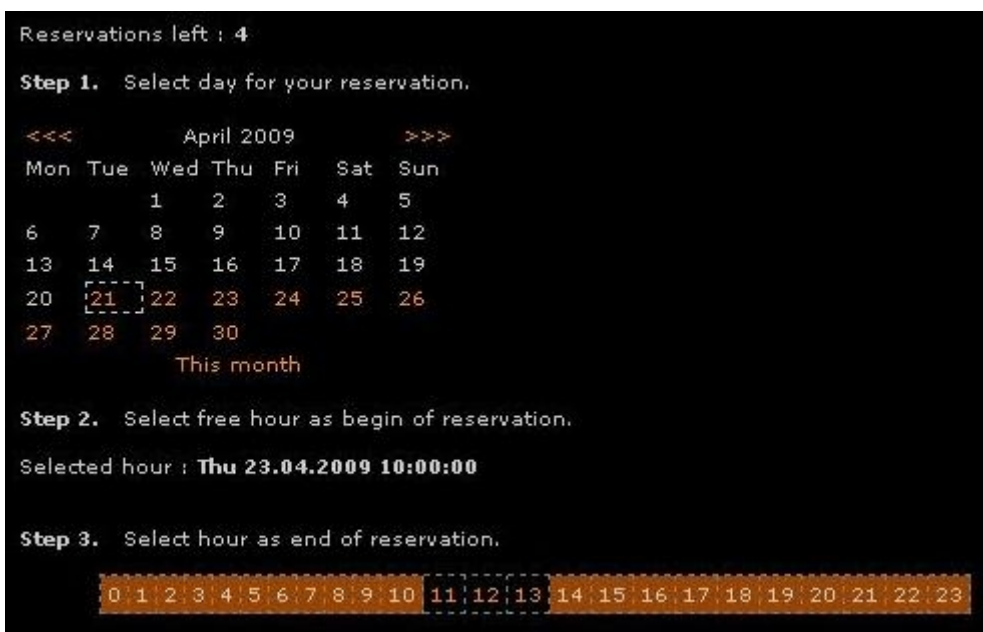 Reservations left : 4
Step 1. Select day for your reservation.
<<< April 2009 >>>
Mon Tue Wed Thu Fri Sat Sun
1 2 3 4 5
6 7 8 9 10 11 12
13 14 15 16 17 18 19
20 21 22 23 24 25 26
27 28 29 30
This month
Step 2. Select free hour as begin of reservation.
Selected hour : Thu 23.04.2009 10:00:00
Step 3. Select hour as end of reservation.
0 1 2 3 4 5 6 7 8 9 10 11 12 13 14 15 16 17 18 19 20 21 22 23